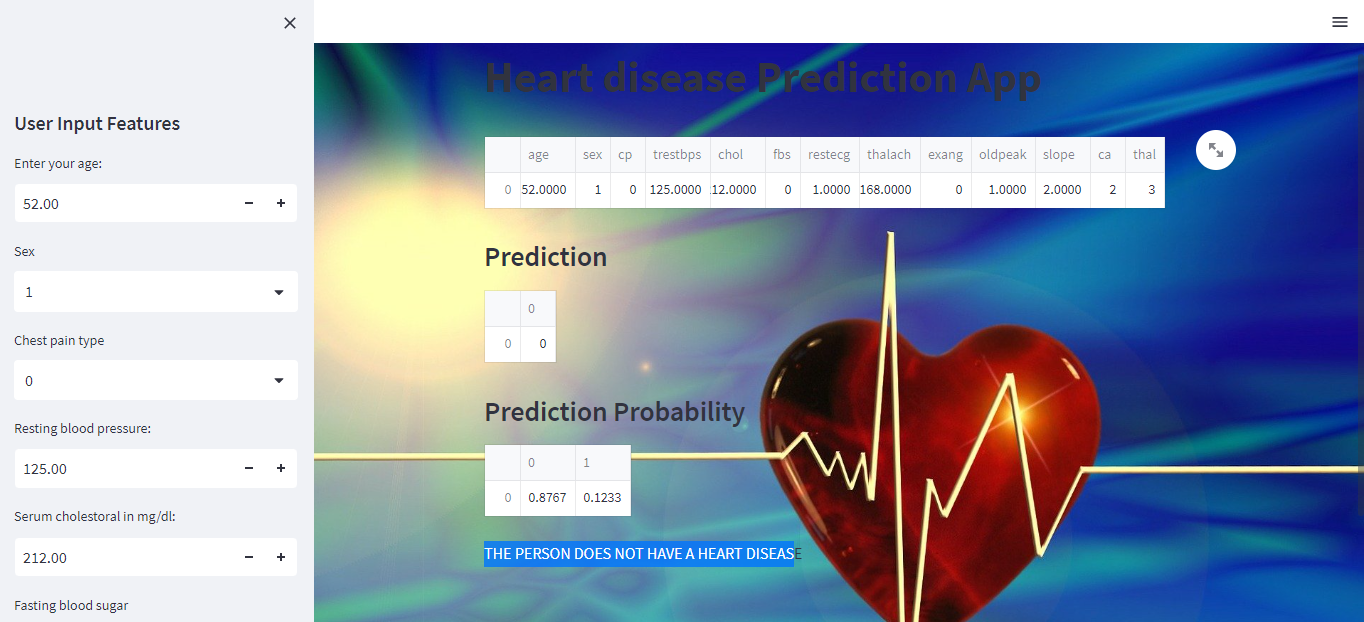 User Input Features
Enter your age:
52.00
Sex
1
Chest pain type
0
Resting blood pressure:
125.00
Serum cholestoral in mg/dl:
212.00
Fasting blood sugar
Heart disease Prediction App
age sex cp trestbps chol fbs restecg thalach exang oldpeak slope ca thal
0 52.0000 1 0 125.0000 12.0000 0 1.0000 168.0000 0 1.0000 2.0000 2 3
Prediction
0
0 0
Prediction Probability
0 1
0 0.8767 0.1233
THE PERSON DOES NOT HAVE A HEART DISEASE